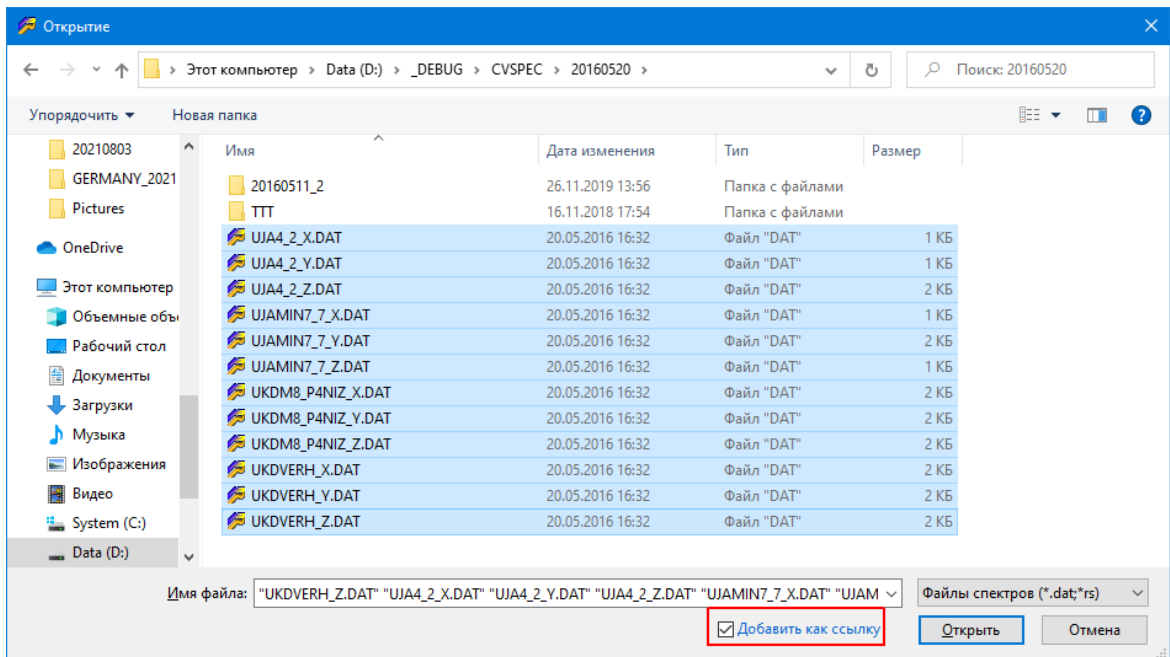 Открытие
Этот компьютер > Data (D:) > _DEBUG > CVSPEC > 20160520 >
Поиск: 20160520
Упорядочить
Новая папка
20210803
GERMANY_2021
Pictures
OneDrive
Этот компьютер
Объемные объ
Рабочий стол
Документы
Загрузки
Музыка
Изображения
Видео
System (C:)
Data (D:)
Имя Дата изменения Тип Размер
20160511_2 26.11.2019 13:56 Папка с файлами
TTT 16.11.2018 17:54 Папка с файлами
UJA4_2_X.DAT 20.05.2016 16:32 Файл "DAT" 1 КБ
UJA4_2_Y.DAT 20.05.2016 16:32 Файл "DAT" 1 КБ
UJA4_2_Z.DAT 20.05.2016 16:32 Файл "DAT" 2 КБ
UJAMIN7_7_X.DAT 20.05.2016 16:32 Файл "DAT" 1 КБ
UJAMIN7_7_Y.DAT 20.05.2016 16:32 Файл "DAT" 2 КБ
UJAMIN7_7_Z.DAT 20.05.2016 16:32 Файл "DAT" 1 КБ
UKDM8_P4NIZ_X.DAT 20.05.2016 16:32 Файл "DAT" 2 КБ
UKDM8_P4NIZ_Y.DAT 20.05.2016 16:32 Файл "DAT" 2 КБ
UKDM8_P4NIZ_Z.DAT 20.05.2016 16:32 Файл "DAT" 2 КБ
UKDVERH_X.DAT 20.05.2016 16:32 Файл "DAT" 2 КБ
UKDVERH_Y.DAT 20.05.2016 16:32 Файл "DAT" 2 КБ
UKDVERH_Z.DAT 20.05.2016 16:32 Файл "DAT" 2 КБ
Имя файла: "UKDVERH_Z.DAT" "UJA4_2_X.DAT" "UJA4_2_Y.DAT" "UJA4_2_Z.DAT" "UJAMIN7_7_X.DAT" "UJAM
Файлы спектров (*.dat;*rs)
Добавить как ссылку
Открыть
Отмена